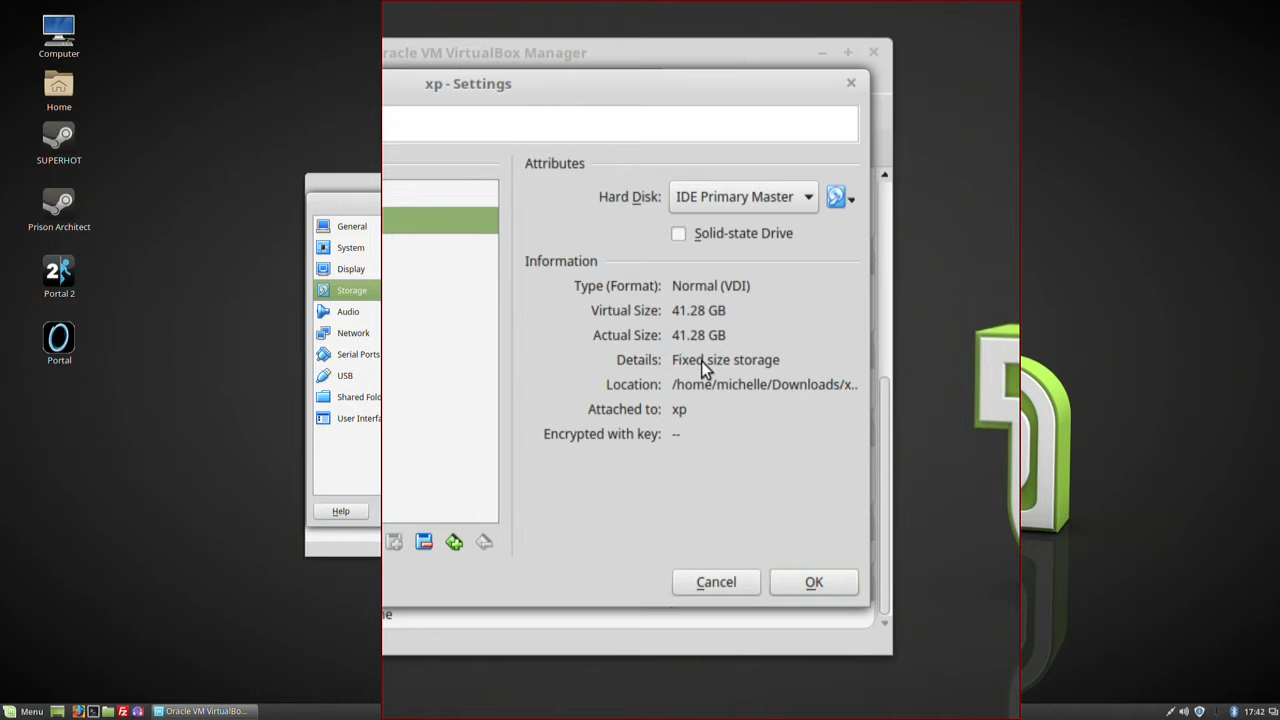 Computer
Home
SUPERHOT
Prison Architect
Portal 2
Portal
General
System
Display
Storage
Audio
Network
Serial Ports
USB
Shared Fol
User Interfa
Help
racle VM VirtualBox Manager
xp - Settings
Attributes
Hard Disk: IDE Primary Master
Solid-state Drive
Information
Type (Format): Normal (VDI)
Virtual Size: 41.28 GB
Actual Size: 41.28 GB
Details: Fixed size storage
Location: /home/michelle/Downloads/x..
Attached to: xp
Encrypted with key: --
Cancel OK
ne
Menu Oracle VM VirtualBo... 17:42